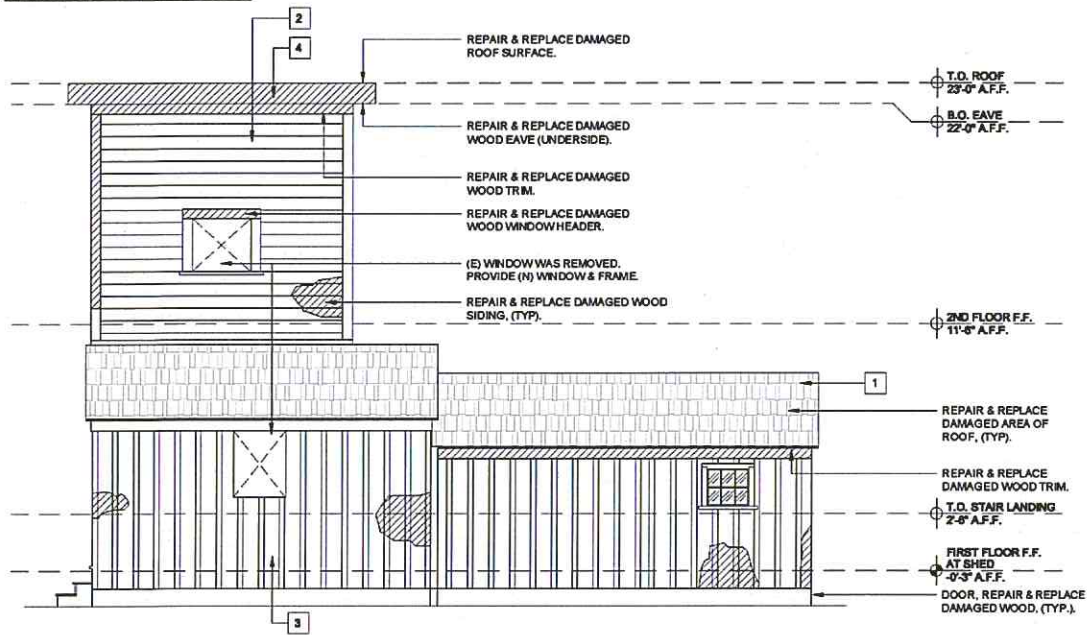 2
4
REPAIR & REPLACE DAMAGED
ROOF SURFACE.
T.O. ROOF
23'-0" A.F.F.
B.O. EAVE
22'-0" A.F.F.
REPAIR & REPLACE DAMAGED
WOOD EAVE (UNDERSIDE).
REPAIR & REPLACE DAMAGED
WOOD TRIM.
REPAIR & REPLACE DAMAGED
WOOD WINDOW HEADER.
(E) WINDOW WAS REMOVED.
PROVIDE (N) WINDOW & FRAME.
REPAIR & REPLACE DAMAGED WOOD
SIDING, (TYP).
2ND FLOOR F.F.
11'-6" A.F.F.
1
REPAIR & REPLACE
DAMAGED AREA OF
ROOF, (TYP).
REPAIR & REPLACE
DAMAGED WOOD TRIM.
T.O. STAIR LANDING
2'-6" A.F.F.
FIRST FLOOR F.F.
AT SHED
-0'-3" A.F.F.
DOOR, REPAIR & REPLACE
DAMAGED WOOD, (TYP.).
3